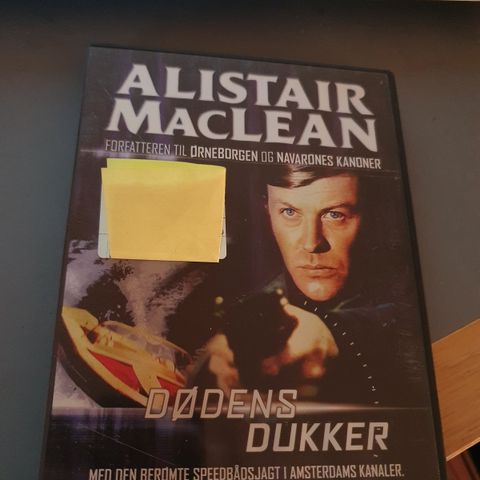 ALISTAIR
MACLEAN
FORFATTEREN TIL ØRNEBORGEN OG NAVARONES KANONER
DØDENS
DUKKER
MED DEN BERØMTE SPEEDBÅDSJAGT I AMSTERDAMS KANALER.